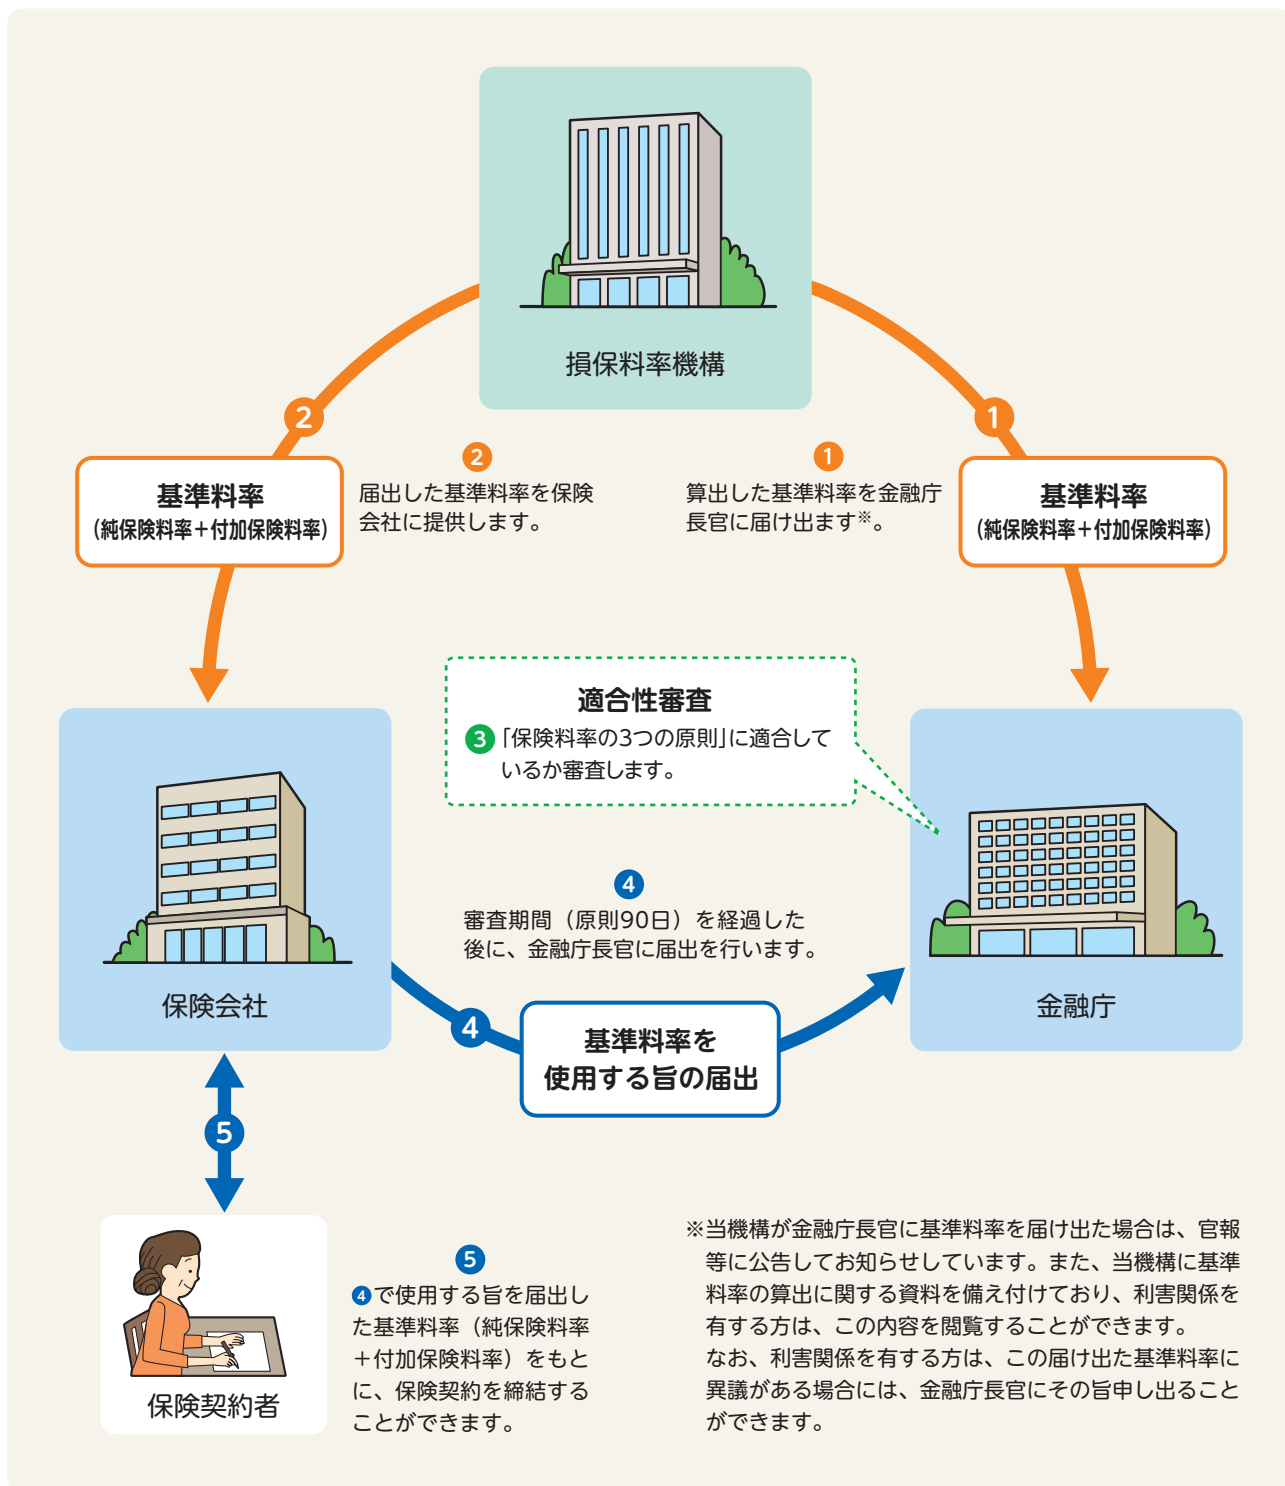 損保料率機構
2
1
基準料率
(純保険料率＋付加保険料率)
2
届出した基準料率を保険
会社に提供します。
1
算出した基準料率を金融庁
長官に届け出ます※。
基準料率
(純保険料率＋付加保険料率)
適合性審査
3 「保険料率の3つの原則」に適合して
いるか審査します。
4
審査期間（原則90日）を経過した
後に、金融庁長官に届出を行います。
保険会社
金融庁
4
基準料率を
使用する旨の届出
5
保険契約者
5
4で使用する旨を届出し
た基準料率（純保険料率
＋付加保険料率）をもと
に、保険契約を締結する
ことができます。
※当機構が金融庁長官に基準料率を届け出た場合は、官報
等に公告してお知らせしています。また、当機構に基準
料率の算出に関する資料を備え付けており、利害関係を
有する方は、この内容を閲覧することができます。
なお、利害関係を有する方は、この届け出た基準料率に
異議がある場合には、金融庁長官にその旨申し出ること
ができます。